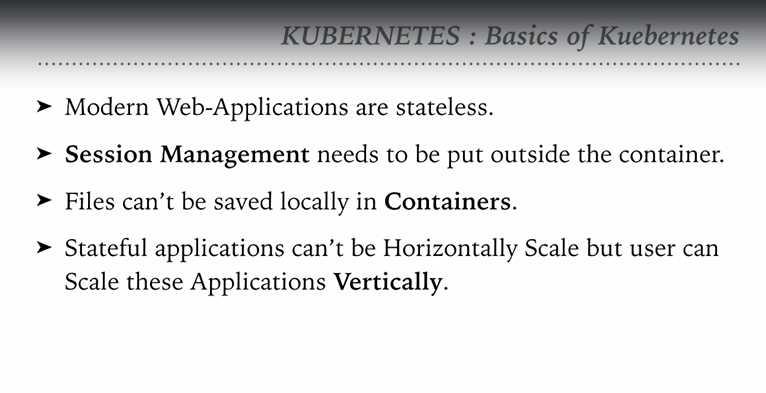 KUBERNETES : Basics of Kuebernetes
➤ Modern Web-Applications are stateless.
➤ Session Management needs to be put outside the container.
➤ Files can’t be saved locally in Containers.
➤ Stateful applications can’t be Horizontally Scale but user can
Scale these Applications Vertically.